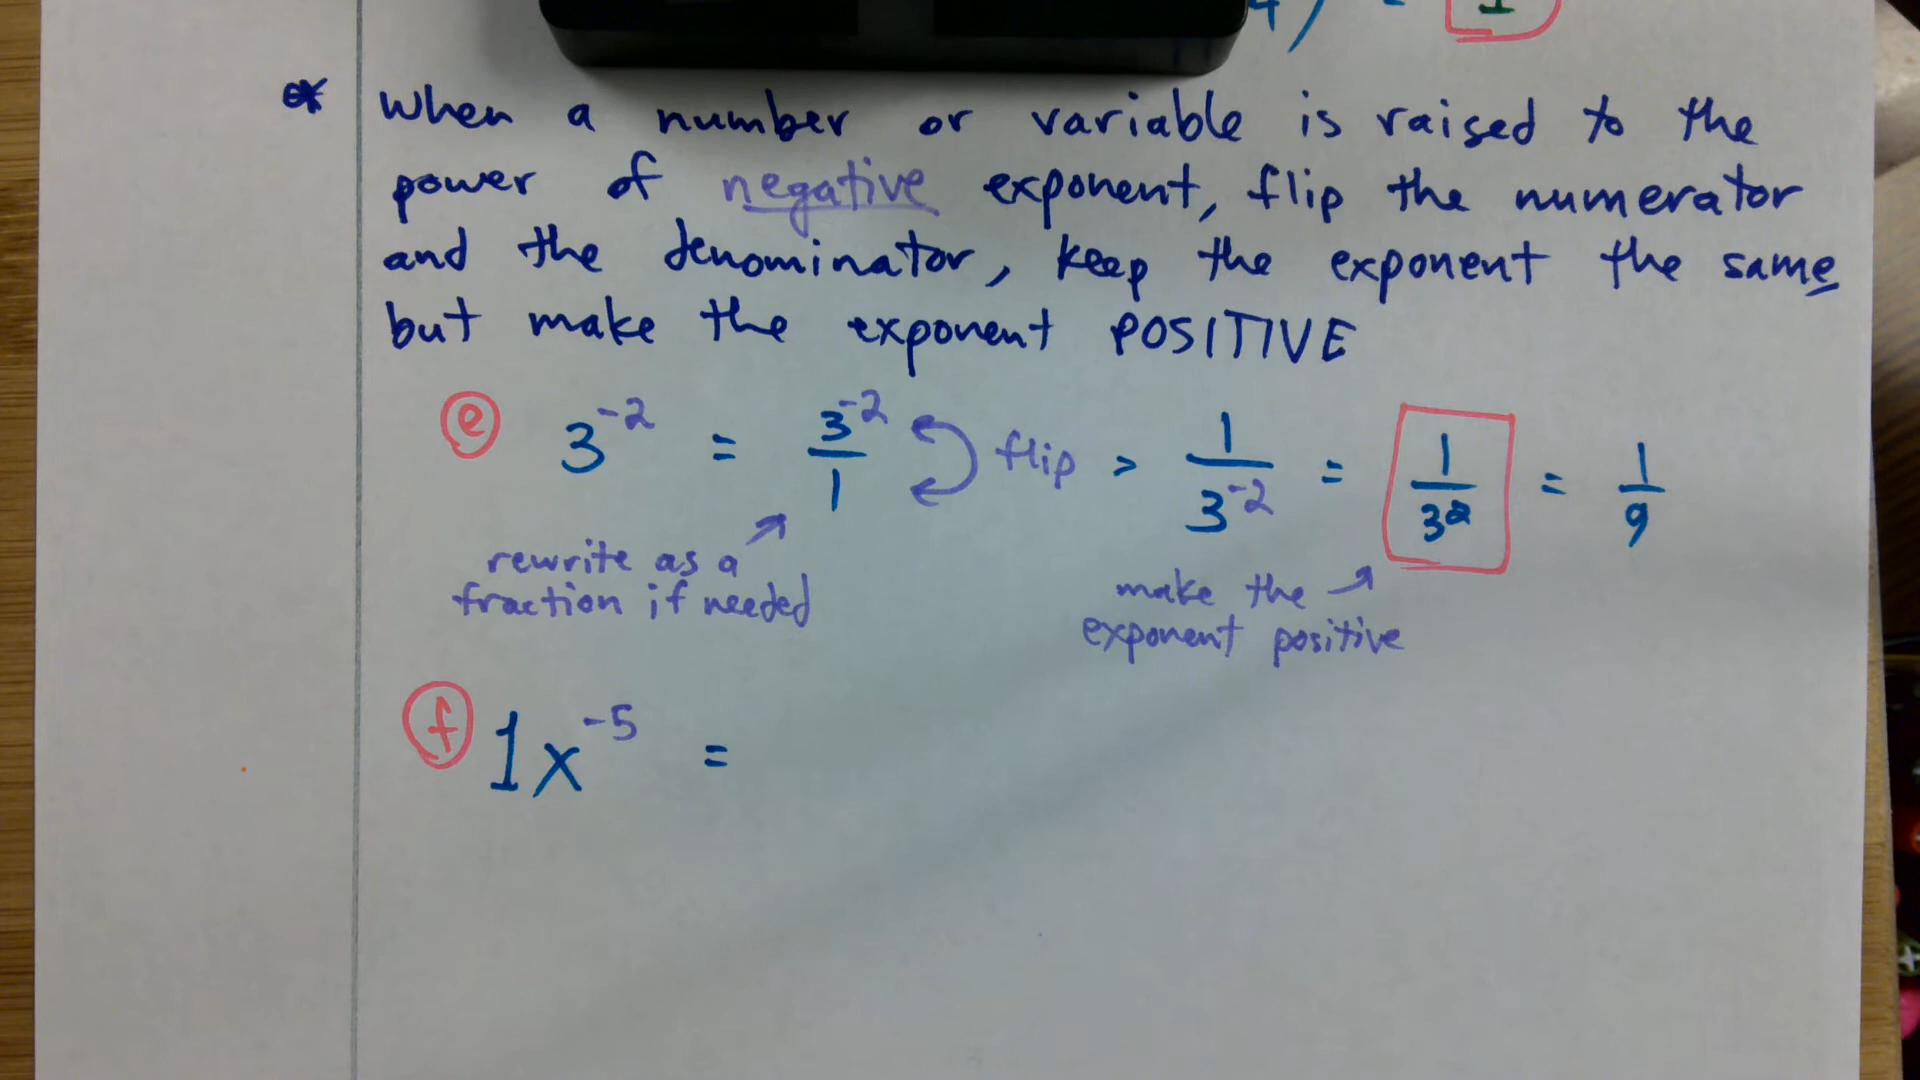 4) = 1
* When a number or variable is raised to the
power of negative exponent, flip the numerator
and the denominator, keep the exponent the same
but make the exponent POSITIVE
(e) 3^-2 = 3^-2/1 flip > 1/3^-2 = 1/3^2 = 1/9
rewrite as a
fraction if needed
make the
exponent positive
(f) 1x^-5 =